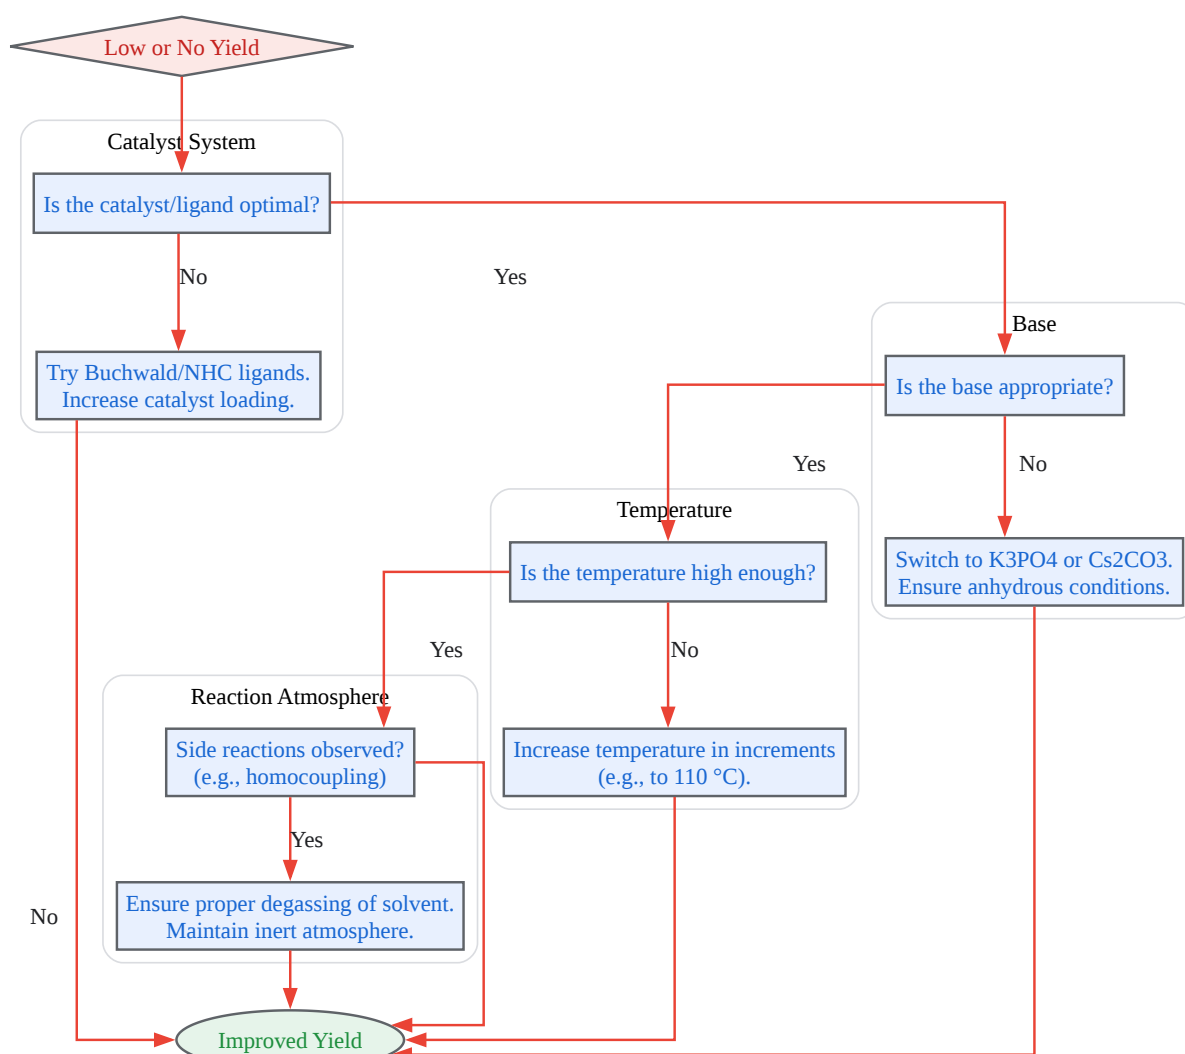 Low or No Yield
Catalyst System
Is the catalyst/ligand optimal?
No
Yes
Base
Try Buchwald/NHC ligands.
Increase catalyst loading.
Is the base appropriate?
Yes
No
Temperature
Is the temperature high enough?
Switch to K3PO4 or Cs2CO3.
Ensure anhydrous conditions.
Yes
No
Reaction Atmosphere
Side reactions observed?
(e.g., homocoupling)
Increase temperature in increments
(e.g., to 110 °C).
Yes
Ensure proper degassing of solvent.
Maintain inert atmosphere.
No
Improved Yield